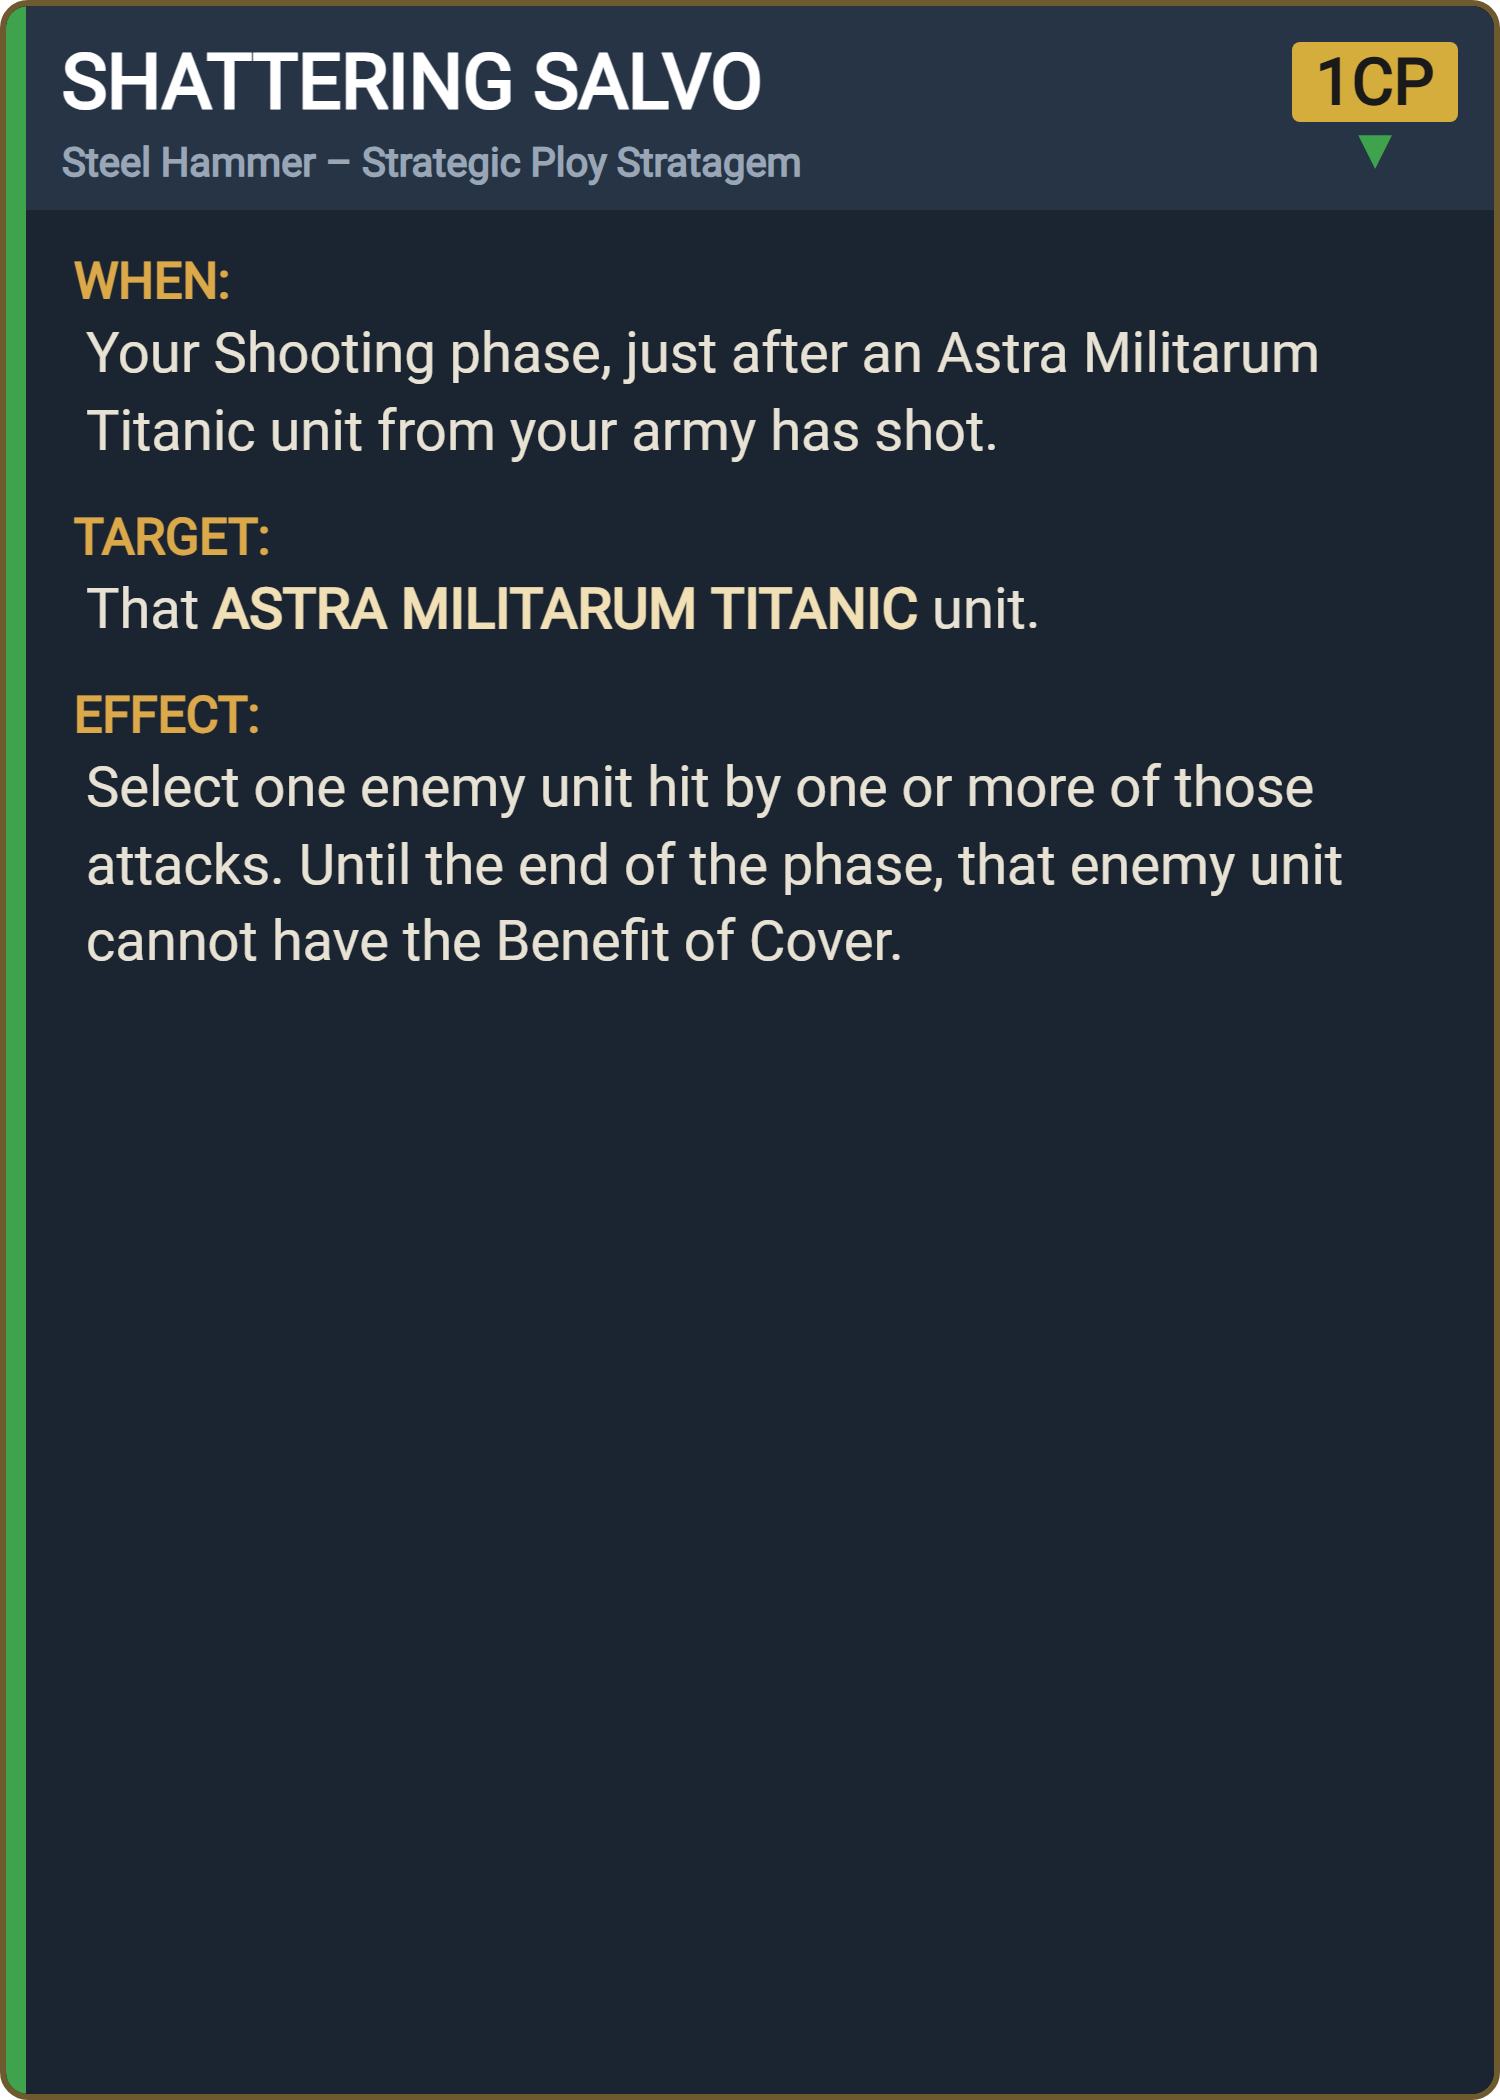 SHATTERING SALVO
1CP
Steel Hammer – Strategic Ploy Stratagem
WHEN:
Your Shooting phase, just after an Astra Militarum
Titanic unit from your army has shot.
TARGET:
That ASTRA MILITARUM TITANIC unit.
EFFECT:
Select one enemy unit hit by one or more of those
attacks. Until the end of the phase, that enemy unit
cannot have the Benefit of Cover.